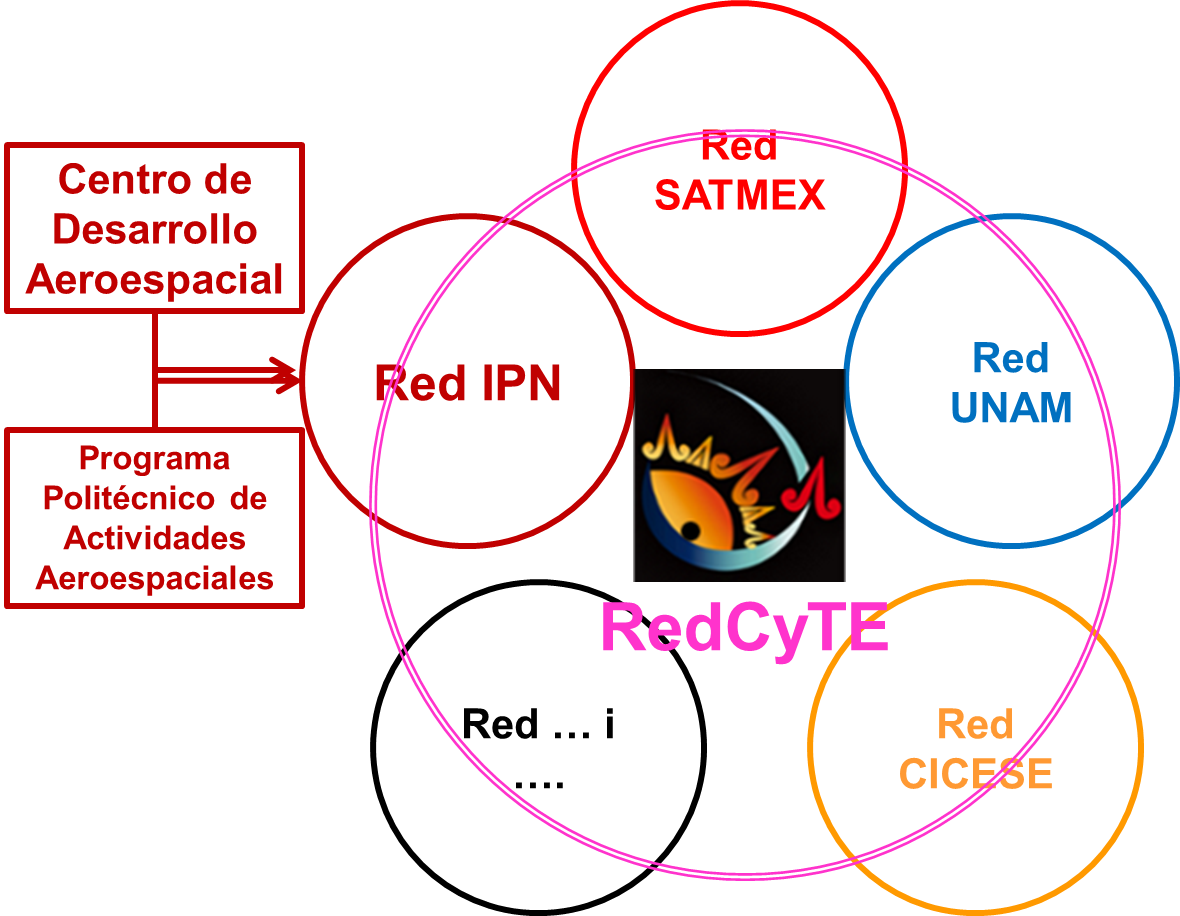 Red
SATMEX
Centro de
Desarrollo
Aeroespacial
Red IPN
Red
UNAM
Programa
Politécnico de
Actividades
Aeroespaciales
RedCyTE
Red ... i
....
Red
CICESE